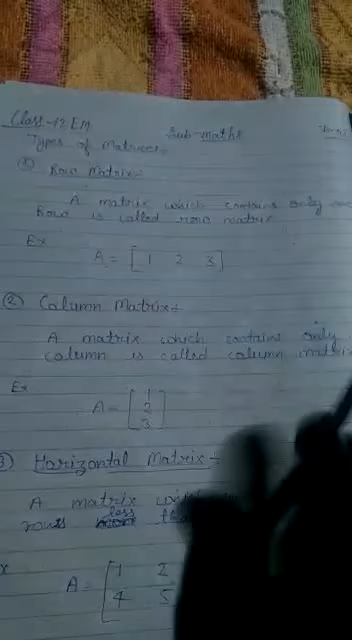 Class-12 EM
Sub-maths
Types of Matrices-
① Row Matrix-
A matrix which contains only
Row is called row matrix
Ex
A = [1 2 3]
② Column Matrix-
A matrix which contains only
column is called column matrix
Ex
A = [1
2
3]
3) Horizontal Matrix-
A matrix
rows less
A = [1 2
4 5